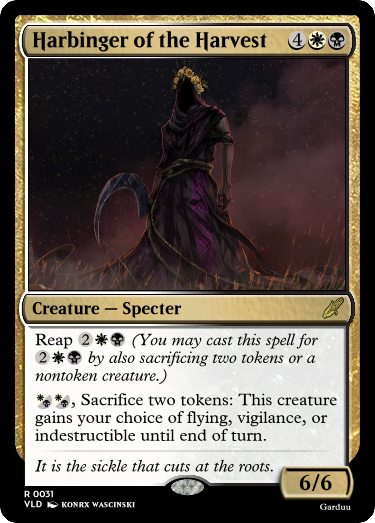 Harbinger of the Harvest 4
Creature — Specter
Reap 2 (You may cast this spell for
2 by also sacrificing two tokens or a
nontoken creature.)
, Sacrifice two tokens: This creature
gains your choice of flying, vigilance, or
indestructible until end of turn.
It is the sickle that cuts at the roots.
6/6
R 0031
VLD KONRX WASCINSKI
Garduu